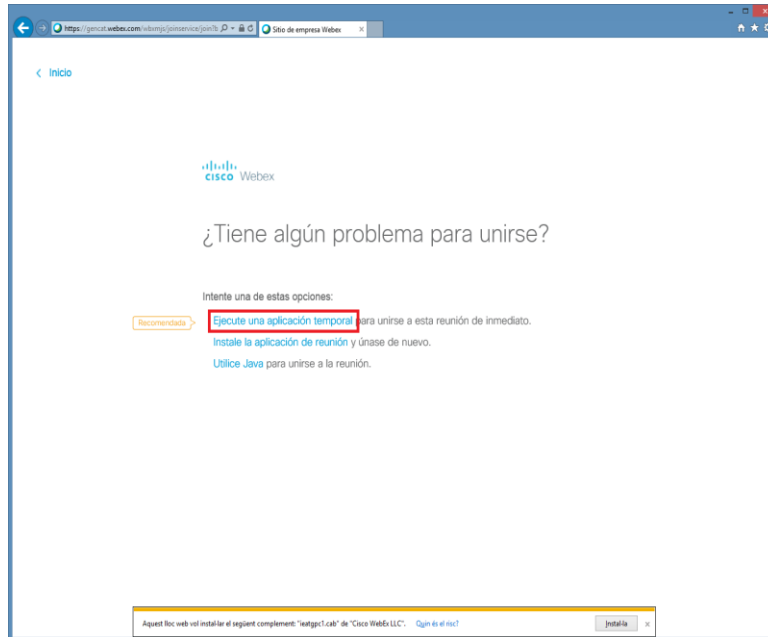 https://gencat.webex.com/wbxmjs/joinservice/join?b
Sitio de empresa Webex
Inicio
CISCO Webex
¿Tiene algún problema para unirse?
Intente una de estas opciones:
Recomendada
Ejecute una aplicación temporal para unirse a esta reunión de inmediato.
Instale la aplicación de reunión y únase de nuevo.
Utilice Java para unirse a la reunión.
Aquest lloc web vol instal·lar el següent complement: "ieatgpc1.cab" de "Cisco WebEx LLC". Quin és el risc? Instal·la